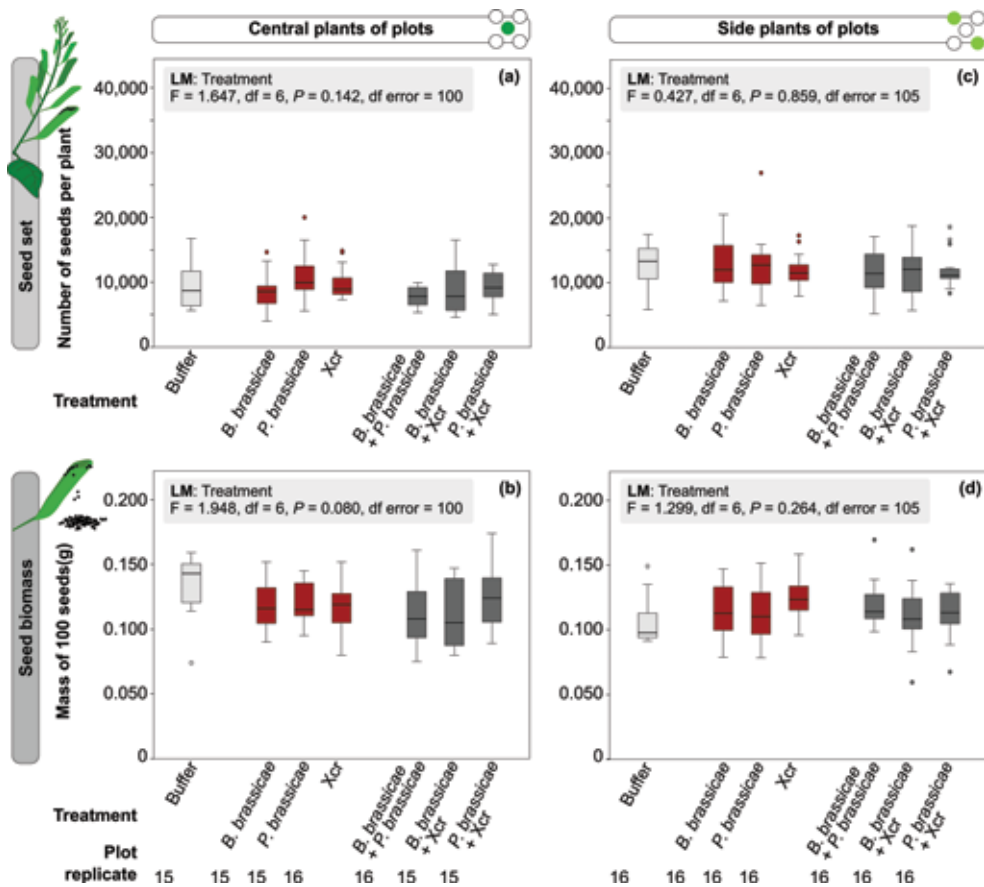 Central plants of plots
Side plants of plots
Seed set
Number of seeds per plant
(a)
LM: Treatment
F = 1.647, df = 6, P = 0.142, df error = 100
40,000
30,000
20,000
10,000
0
(c)
LM: Treatment
F = 0.427, df = 6, P = 0.859, df error = 105
40,000
30,000
20,000
10,000
0
Treatment
Buffer
B. brassicae
P. brassicae
Xcr
B. brassicae
+ P. brassicae
B. brassicae
+ Xcr
P. brassicae
+ Xcr
Buffer
B. brassicae
P. brassicae
Xcr
B. brassicae
+ P. brassicae
B. brassicae
+ Xcr
P. brassicae
+ Xcr
Seed biomass
Mass of 100 seeds(g)
(b)
LM: Treatment
F = 1.948, df = 6, P = 0.080, df error = 100
0.200
0.150
0.100
0.050
0
(d)
LM: Treatment
F = 1.299, df = 6, P = 0.264, df error = 105
0.200
0.150
0.100
0.050
0
Treatment
Buffer
B. brassicae
P. brassicae
Xcr
B. brassicae
+ P. brassicae
B. brassicae
+ Xcr
P. brassicae
+ Xcr
Buffer
B. brassicae
P. brassicae
Xcr
B. brassicae
+ P. brassicae
B. brassicae
+ Xcr
P. brassicae
+ Xcr
Plot
replicate 15 15 15 16 16 15 15 16 16 16 16 16 16 16